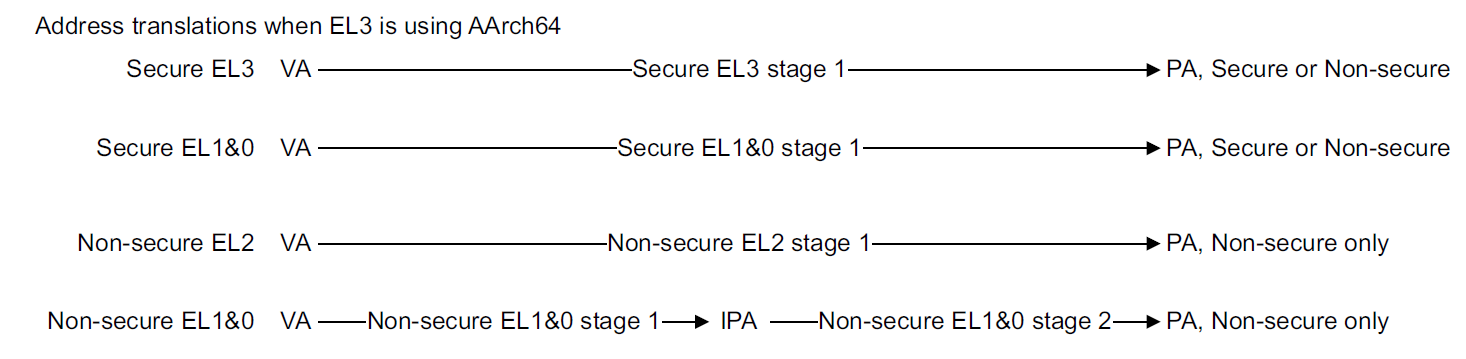 Address translations when EL3 is using AArch64
Secure EL3 VA Secure EL3 stage 1 PA, Secure or Non-secure
Secure EL1&0 VA Secure EL1&0 stage 1 PA, Secure or Non-secure
Non-secure EL2 VA Non-secure EL2 stage 1 PA, Non-secure only
Non-secure EL1&0 VA Non-secure EL1&0 stage 1 IPA Non-secure EL1&0 stage 2 PA, Non-secure only